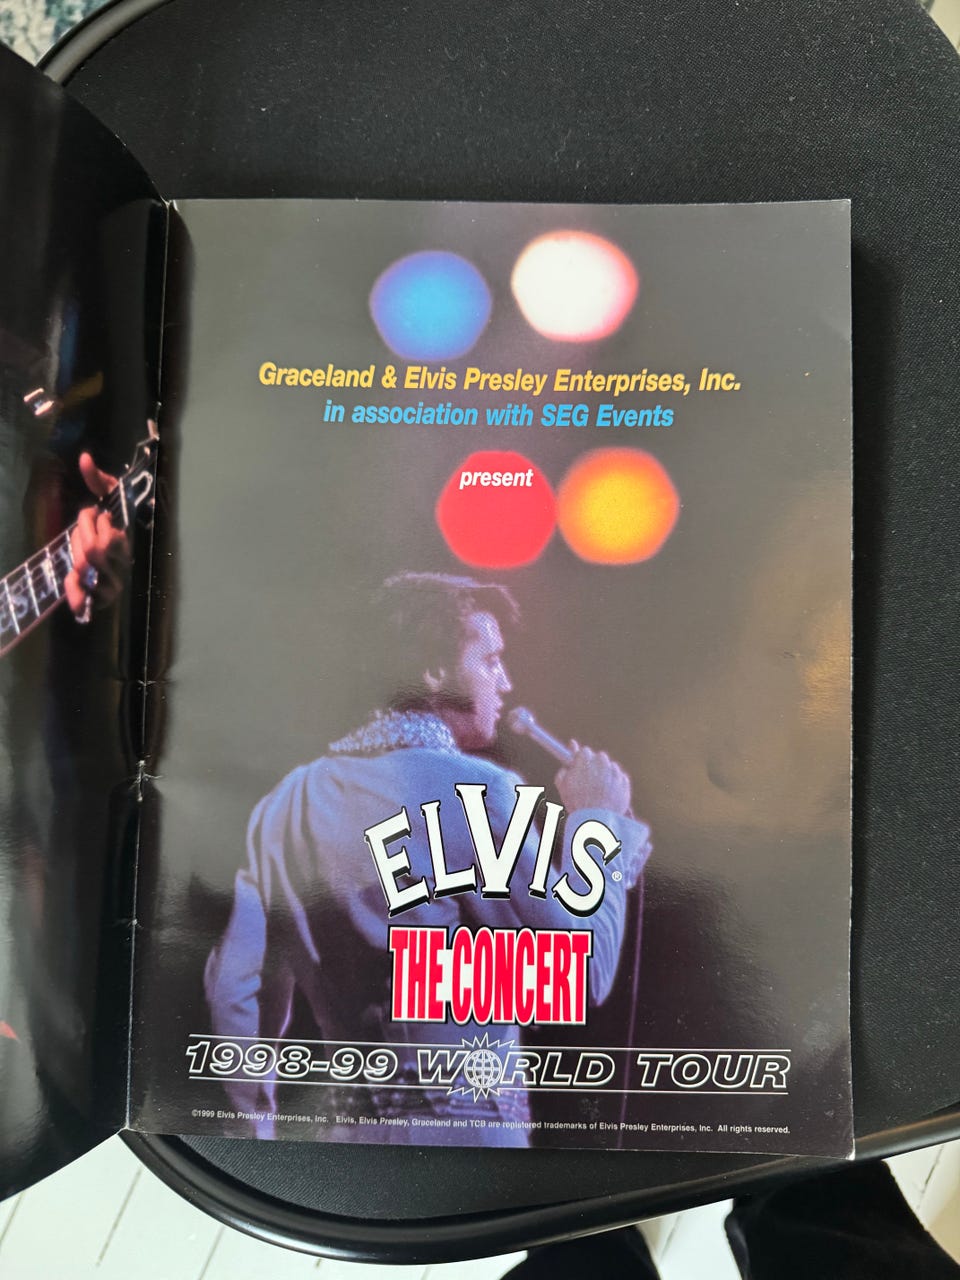 Graceland & Elvis Presley Enterprises, Inc.
in association with SEG Events
present
ELVIS®
THE CONCERT
1998-99 WORLD TOUR
©1999 Elvis Presley Enterprises, Inc. Elvis, Elvis Presley, Graceland and TCB are registered trademarks of Elvis Presley Enterprises, Inc. All rights reserved.